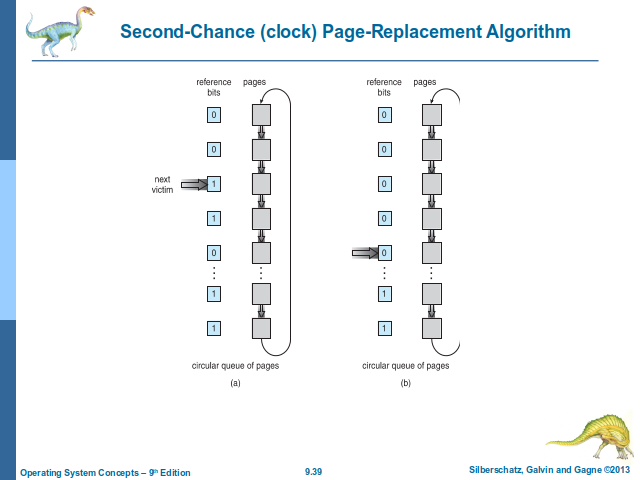 Second-Chance (clock) Page-Replacement Algorithm
reference
bits
pages
0
0
next
victim
1
1
0
1
1
circular queue of pages
(a)
reference
bits
pages
0
0
0
0
0
1
1
circular queue of pages
(b)
Operating System Concepts – 9th Edition
9.39
Silberschatz, Galvin and Gagne ©2013